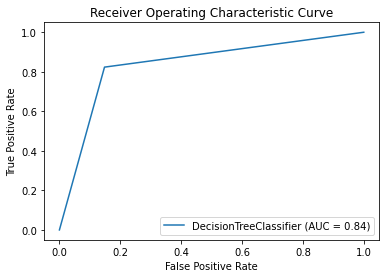 Receiver Operating Characteristic Curve
True Positive Rate
1.0
0.8
0.6
0.4
0.2
0.0
DecisionTreeClassifier (AUC = 0.84)
0.0 0.2 0.4 0.6 0.8 1.0
False Positive Rate